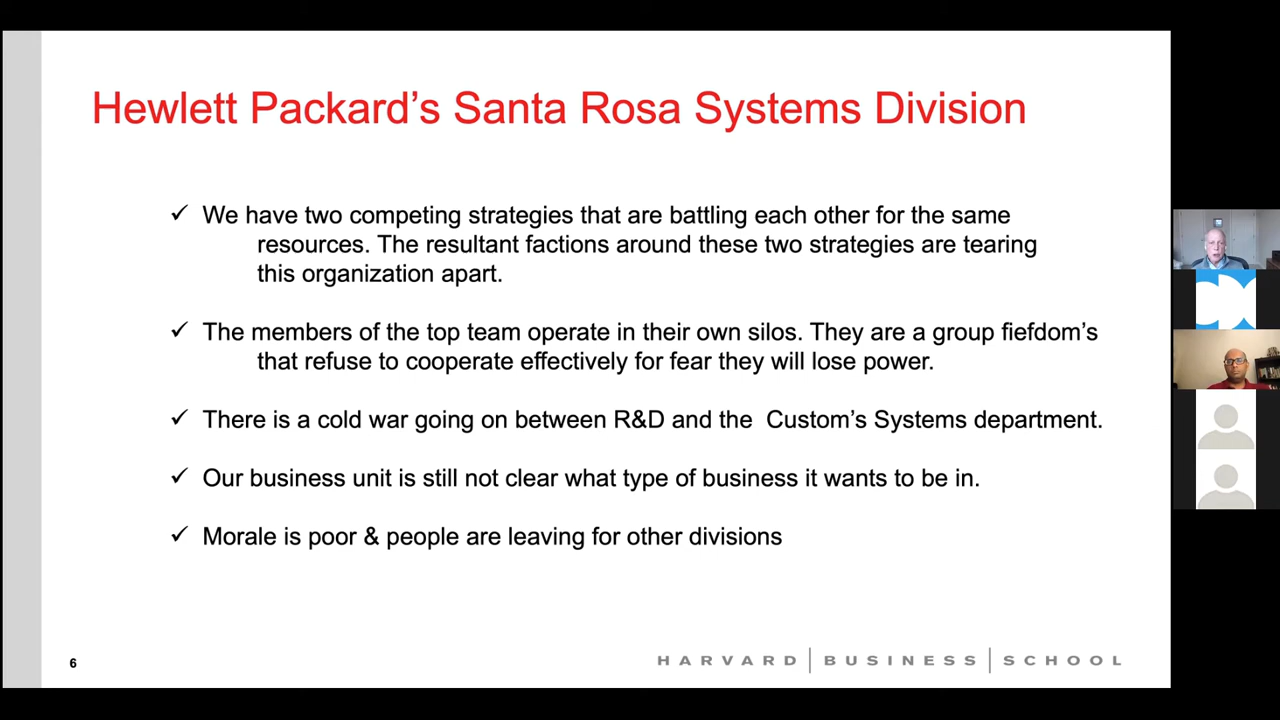 Hewlett Packard's Santa Rosa Systems Division
✓ We have two competing strategies that are battling each other for the same
resources. The resultant factions around these two strategies are tearing
this organization apart.
✓ The members of the top team operate in their own silos. They are a group fiefdom's
that refuse to cooperate effectively for fear they will lose power.
✓ There is a cold war going on between R&D and the Custom's Systems department.
✓ Our business unit is still not clear what type of business it wants to be in.
✓ Morale is poor & people are leaving for other divisions
6
HARVARD | BUSINESS | SCHOOL